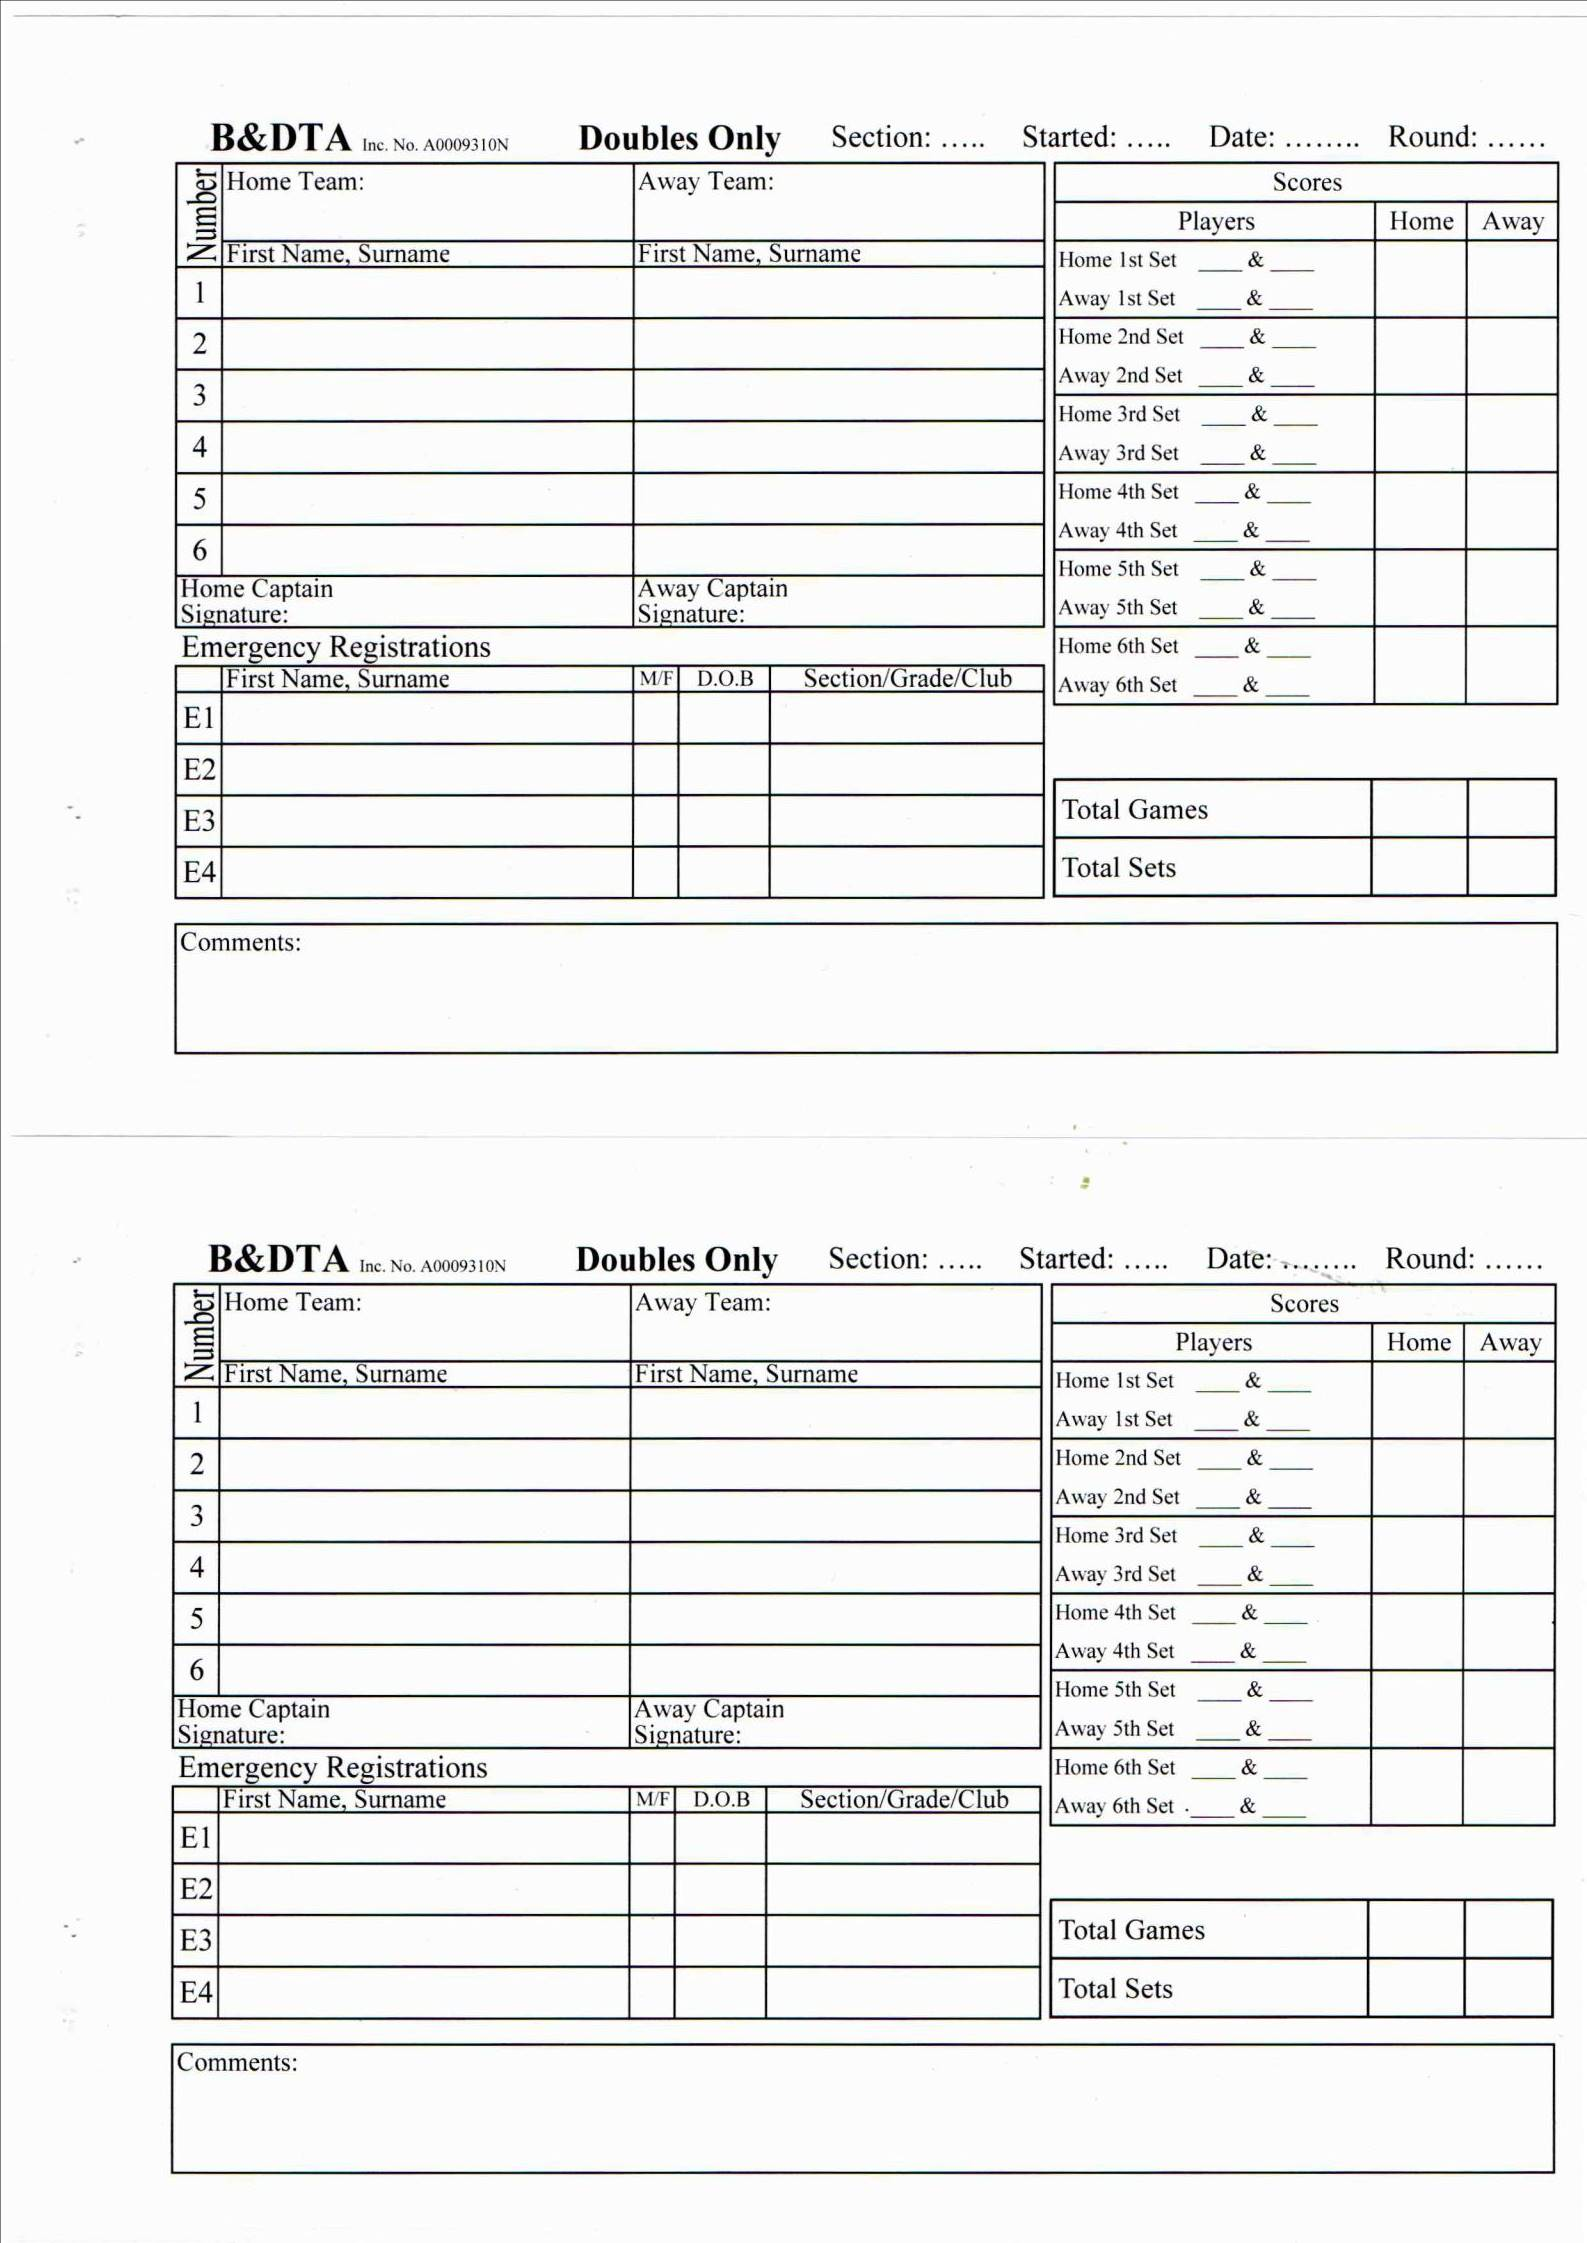 B&DTA Inc. No. A0009310N Doubles Only Section: ..... Started: ..... Date: ........ Round: ......
Number Home Team: Away Team:
First Name, Surname First Name, Surname
1
2
3
4
5
6
Home Captain Signature: Away Captain Signature:
Emergency Registrations
First Name, Surname M/F D.O.B Section/Grade/Club
E1
E2
E3
E4
Scores
Players Home Away
Home 1st Set ____ & ____
Away 1st Set ____ & ____
Home 2nd Set ____ & ____
Away 2nd Set ____ & ____
Home 3rd Set ____ & ____
Away 3rd Set ____ & ____
Home 4th Set ____ & ____
Away 4th Set ____ & ____
Home 5th Set ____ & ____
Away 5th Set ____ & ____
Home 6th Set ____ & ____
Away 6th Set ____ & ____
Total Games
Total Sets
Comments:
B&DTA Inc. No. A0009310N Doubles Only Section: ..... Started: ..... Date: ........ Round: ......
Number Home Team: Away Team:
First Name, Surname First Name, Surname
1
2
3
4
5
6
Home Captain Signature: Away Captain Signature:
Emergency Registrations
First Name, Surname M/F D.O.B Section/Grade/Club
E1
E2
E3
E4
Scores
Players Home Away
Home 1st Set ____ & ____
Away 1st Set ____ & ____
Home 2nd Set ____ & ____
Away 2nd Set ____ & ____
Home 3rd Set ____ & ____
Away 3rd Set ____ & ____
Home 4th Set ____ & ____
Away 4th Set ____ & ____
Home 5th Set ____ & ____
Away 5th Set ____ & ____
Home 6th Set ____ & ____
Away 6th Set ____ & ____
Total Games
Total Sets
Comments: